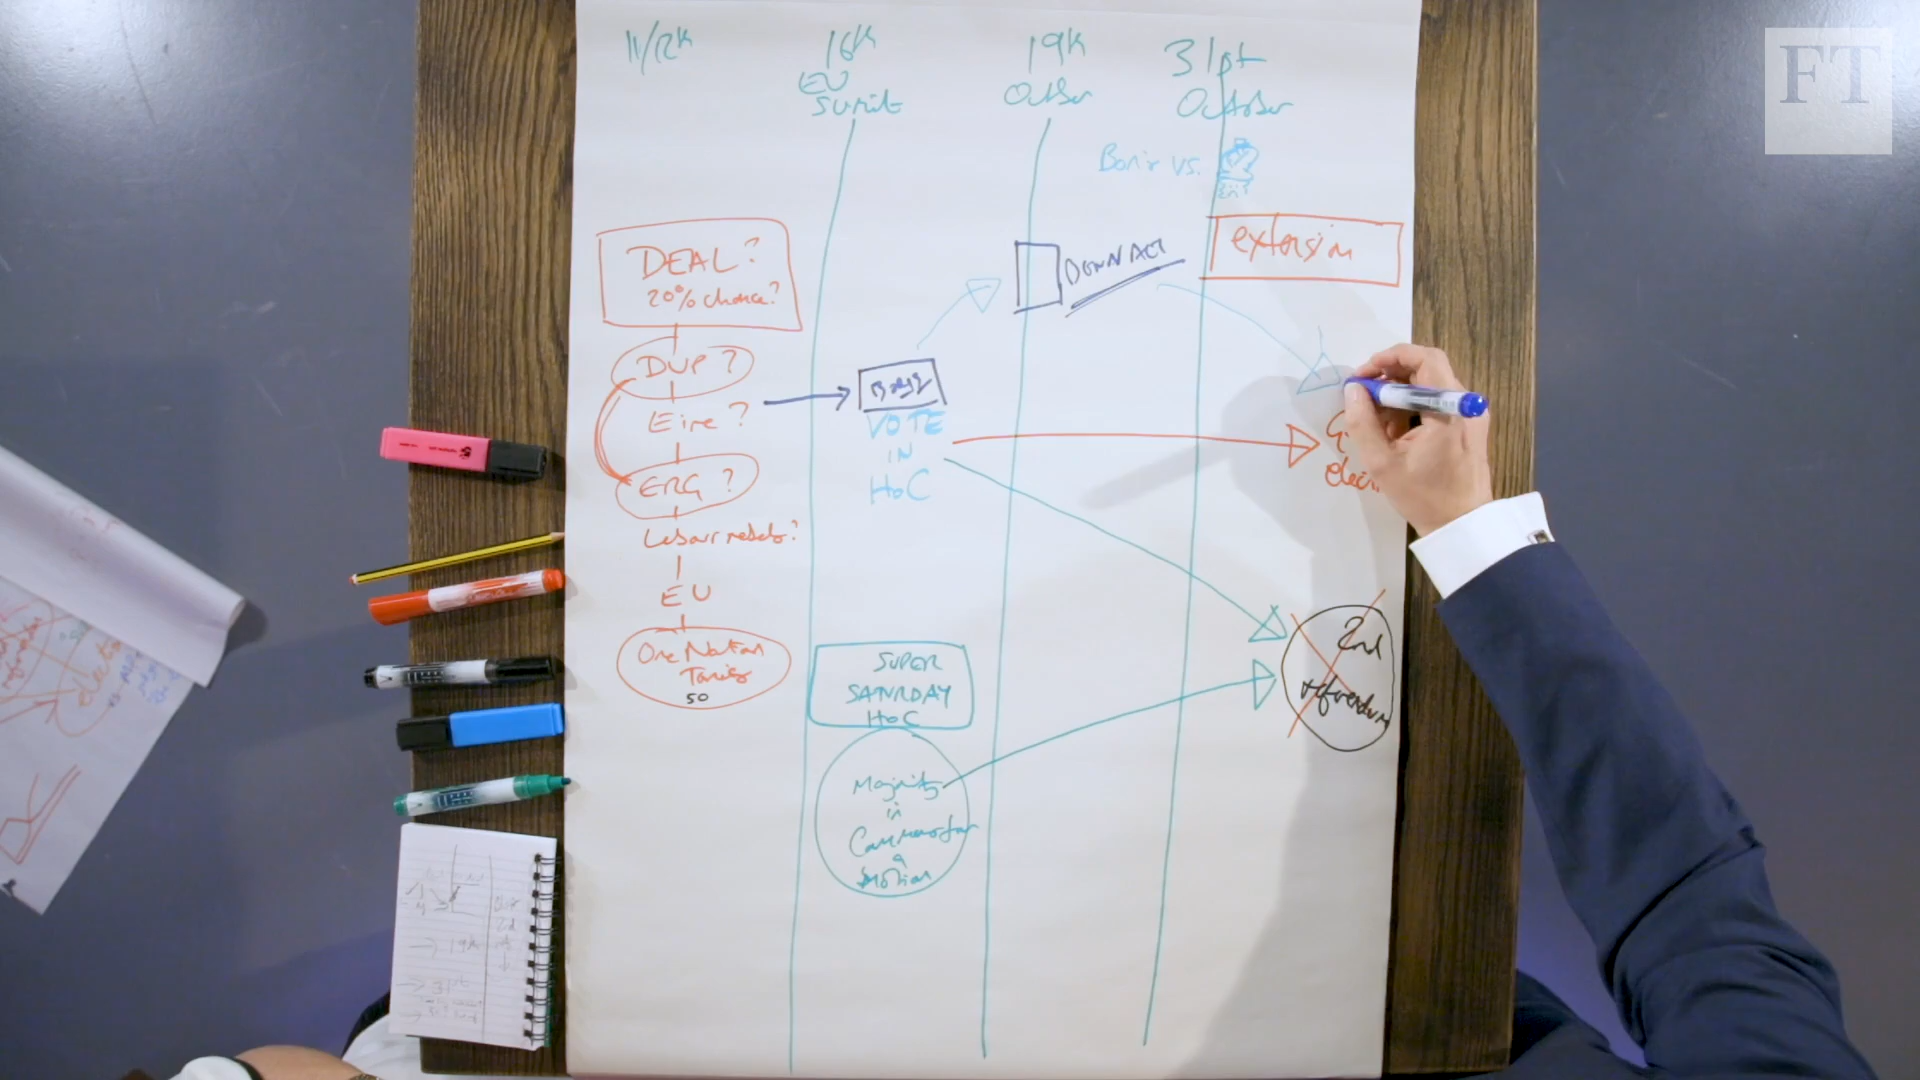 11/12th
16th
EU
Summit
19th
October
31st
October
Boris vs.
DEAL?
20% chance?
DUP?
Eire?
ERG?
Labour rebels?
EU
One Nation
Tories
50
VOTE
IN
HoC
BENN ACT
extension
SUPER
SATURDAY
HoC
Majority
in
Commons for
a
Motion
2nd
referendum
FT